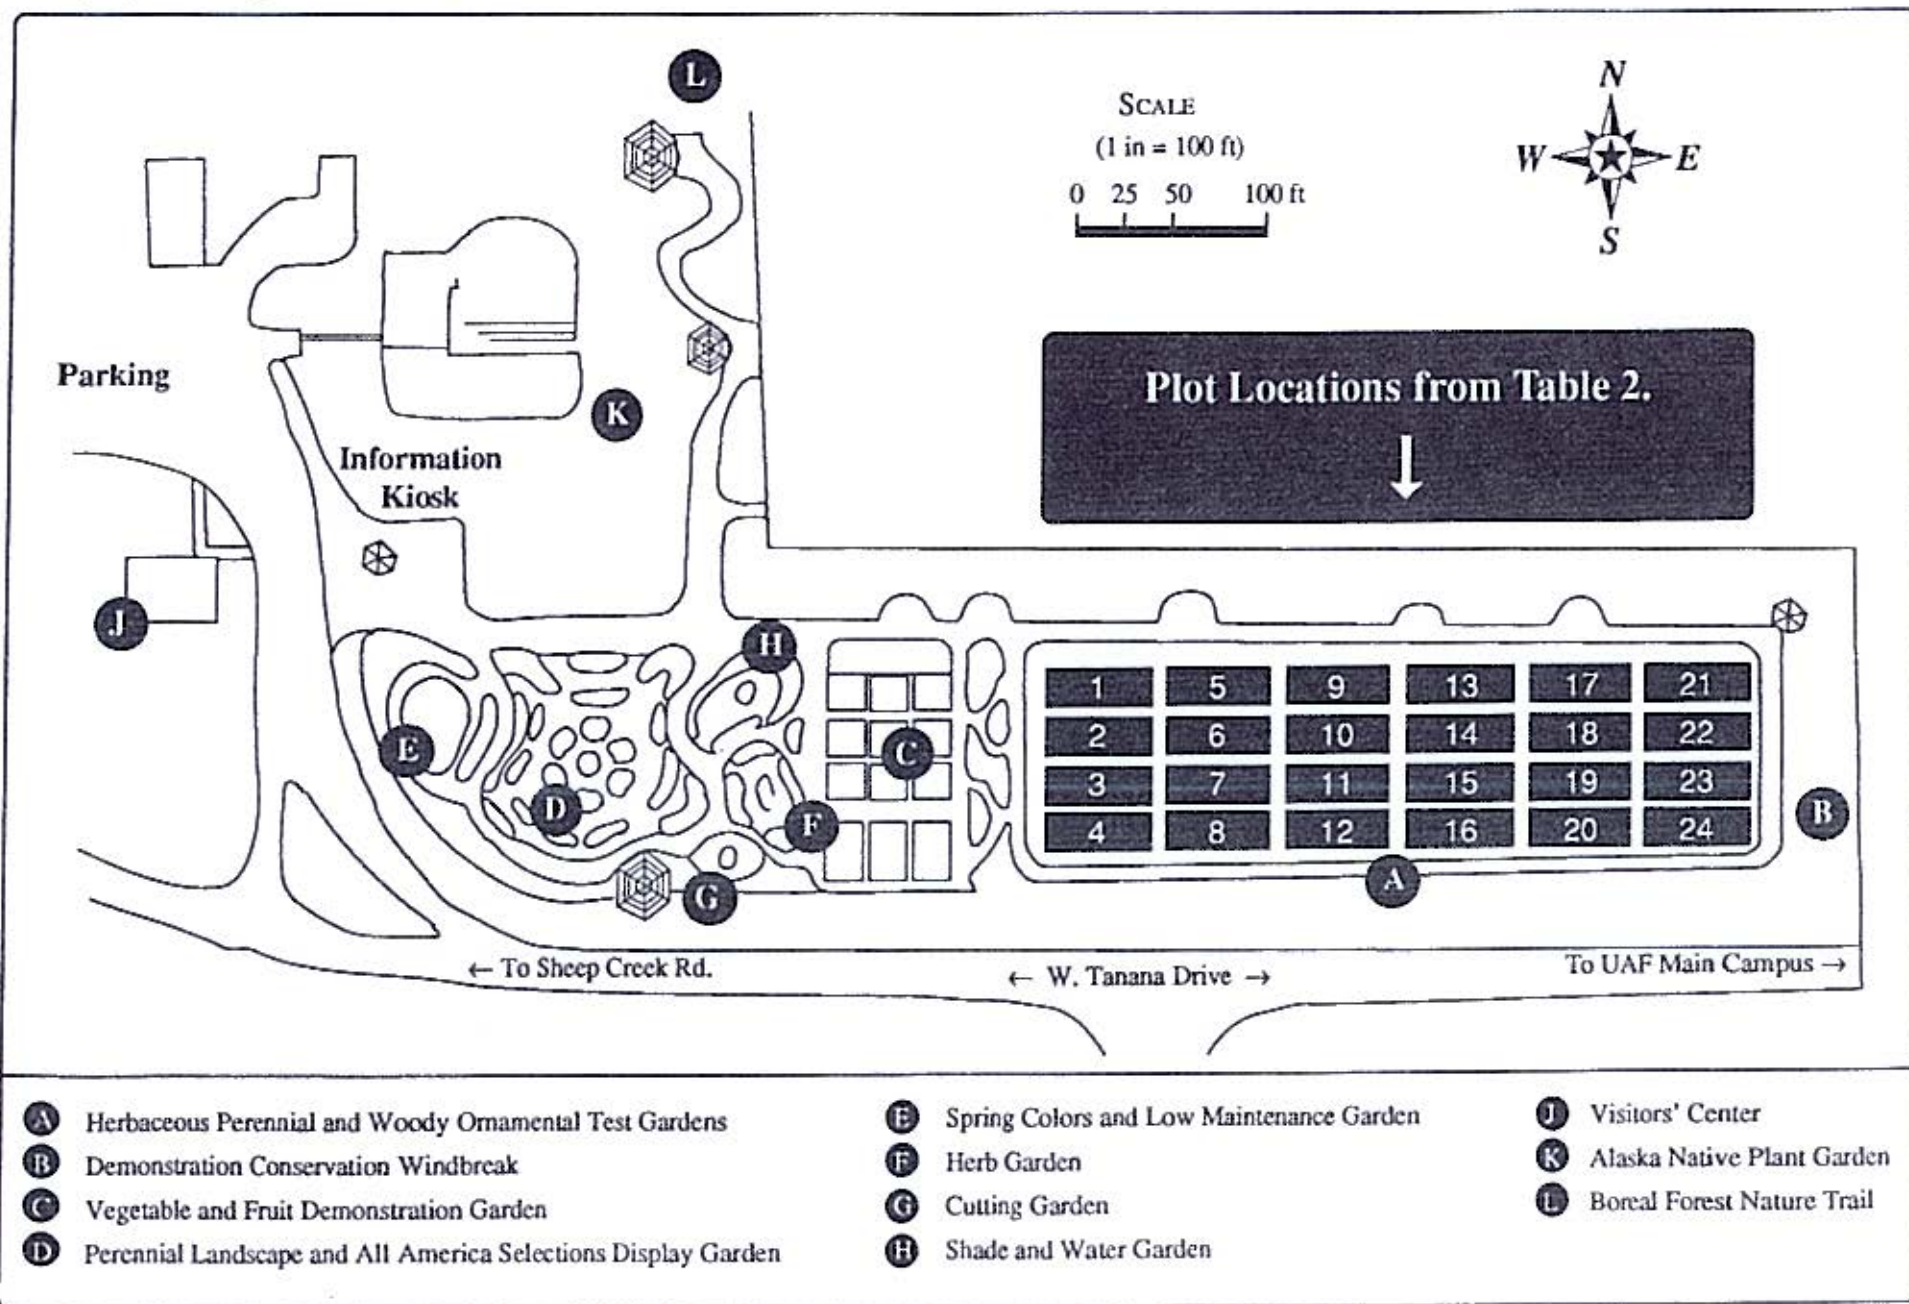 L
SCALE
(1 in = 100 ft)
0 25 50 100 ft
N
W E
S
Parking
K
Plot Locations from Table 2.
↓
Information
Kiosk
J
H
E
D
F
G
C
1 5 9 13 17 21
2 6 10 14 18 22
3 7 11 15 19 23
4 8 12 16 20 24
B
A
← To Sheep Creek Rd.
← W. Tanana Drive →
To UAF Main Campus →
A Herbaceous Perennial and Woody Ornamental Test Gardens
B Demonstration Conservation Windbreak
C Vegetable and Fruit Demonstration Garden
D Perennial Landscape and All America Selections Display Garden
E Spring Colors and Low Maintenance Garden
F Herb Garden
G Cutting Garden
H Shade and Water Garden
J Visitors' Center
K Alaska Native Plant Garden
L Boreal Forest Nature Trail